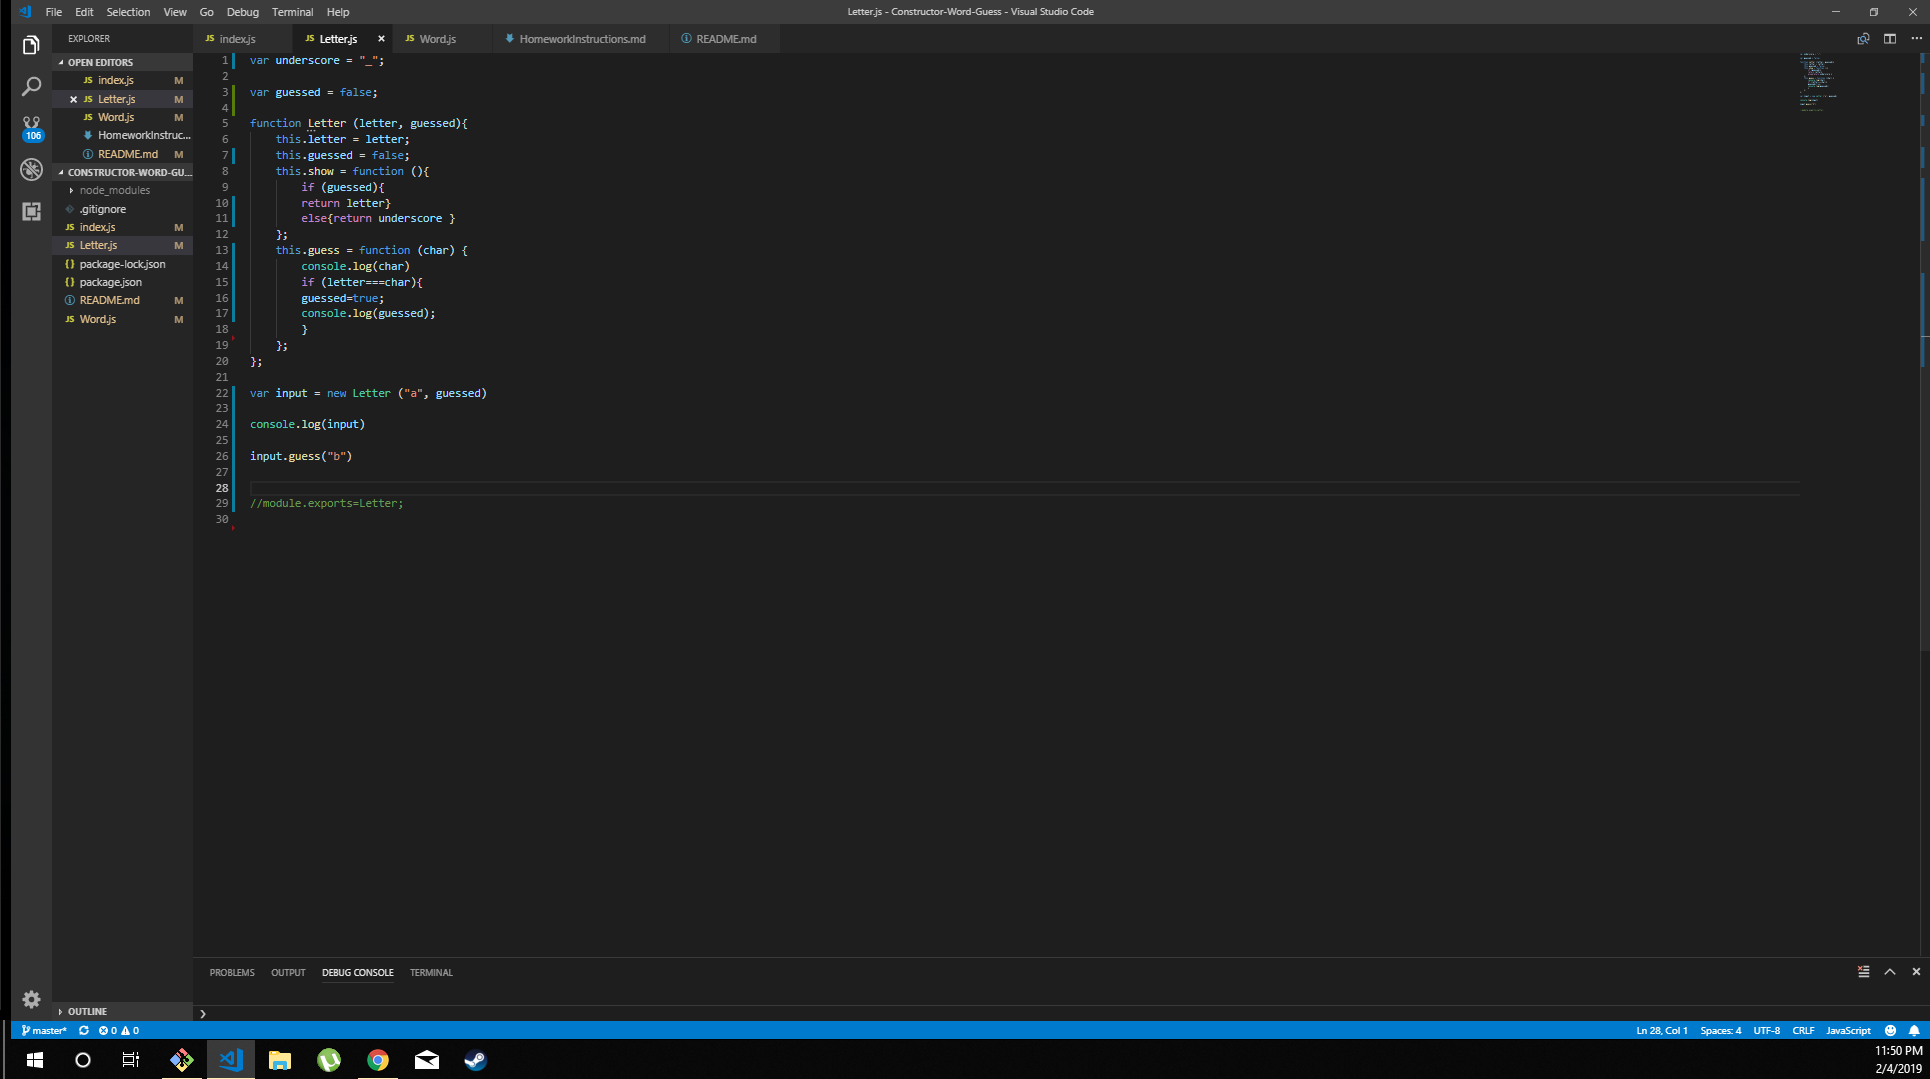 File Edit Selection View Go Debug Terminal Help
Letter.js - Constructor-Word-Guess - Visual Studio Code
EXPLORER
OPEN EDITORS
JS index.js M
JS Letter.js M
JS Word.js M
HomeworkInstruc...
README.md M
CONSTRUCTOR-WORD-GU...
node_modules
.gitignore
JS index.js M
JS Letter.js M
{} package-lock.json
{} package.json
README.md M
JS Word.js M
OUTLINE
106
JS index.js JS Letter.js JS Word.js HomeworkInstructions.md README.md
1 var underscore = "_";
2
3 var guessed = false;
4
5 function Letter (letter, guessed){
6 this.letter = letter;
7 this.guessed = false;
8 this.show = function (){
9 if (guessed){
10 return letter}
11 else{return underscore }
12 };
13 this.guess = function (char) {
14 console.log(char)
15 if (letter===char){
16 guessed=true;
17 console.log(guessed);
18 }
19 };
20 };
21
22 var input = new Letter ("a", guessed)
23
24 console.log(input)
25
26 input.guess("b")
27
28
29 //module.exports=Letter;
30
PROBLEMS OUTPUT DEBUG CONSOLE TERMINAL
master* 0 0
Ln 28, Col 1 Spaces: 4 UTF-8 CRLF JavaScript
11:50 PM
2/4/2019